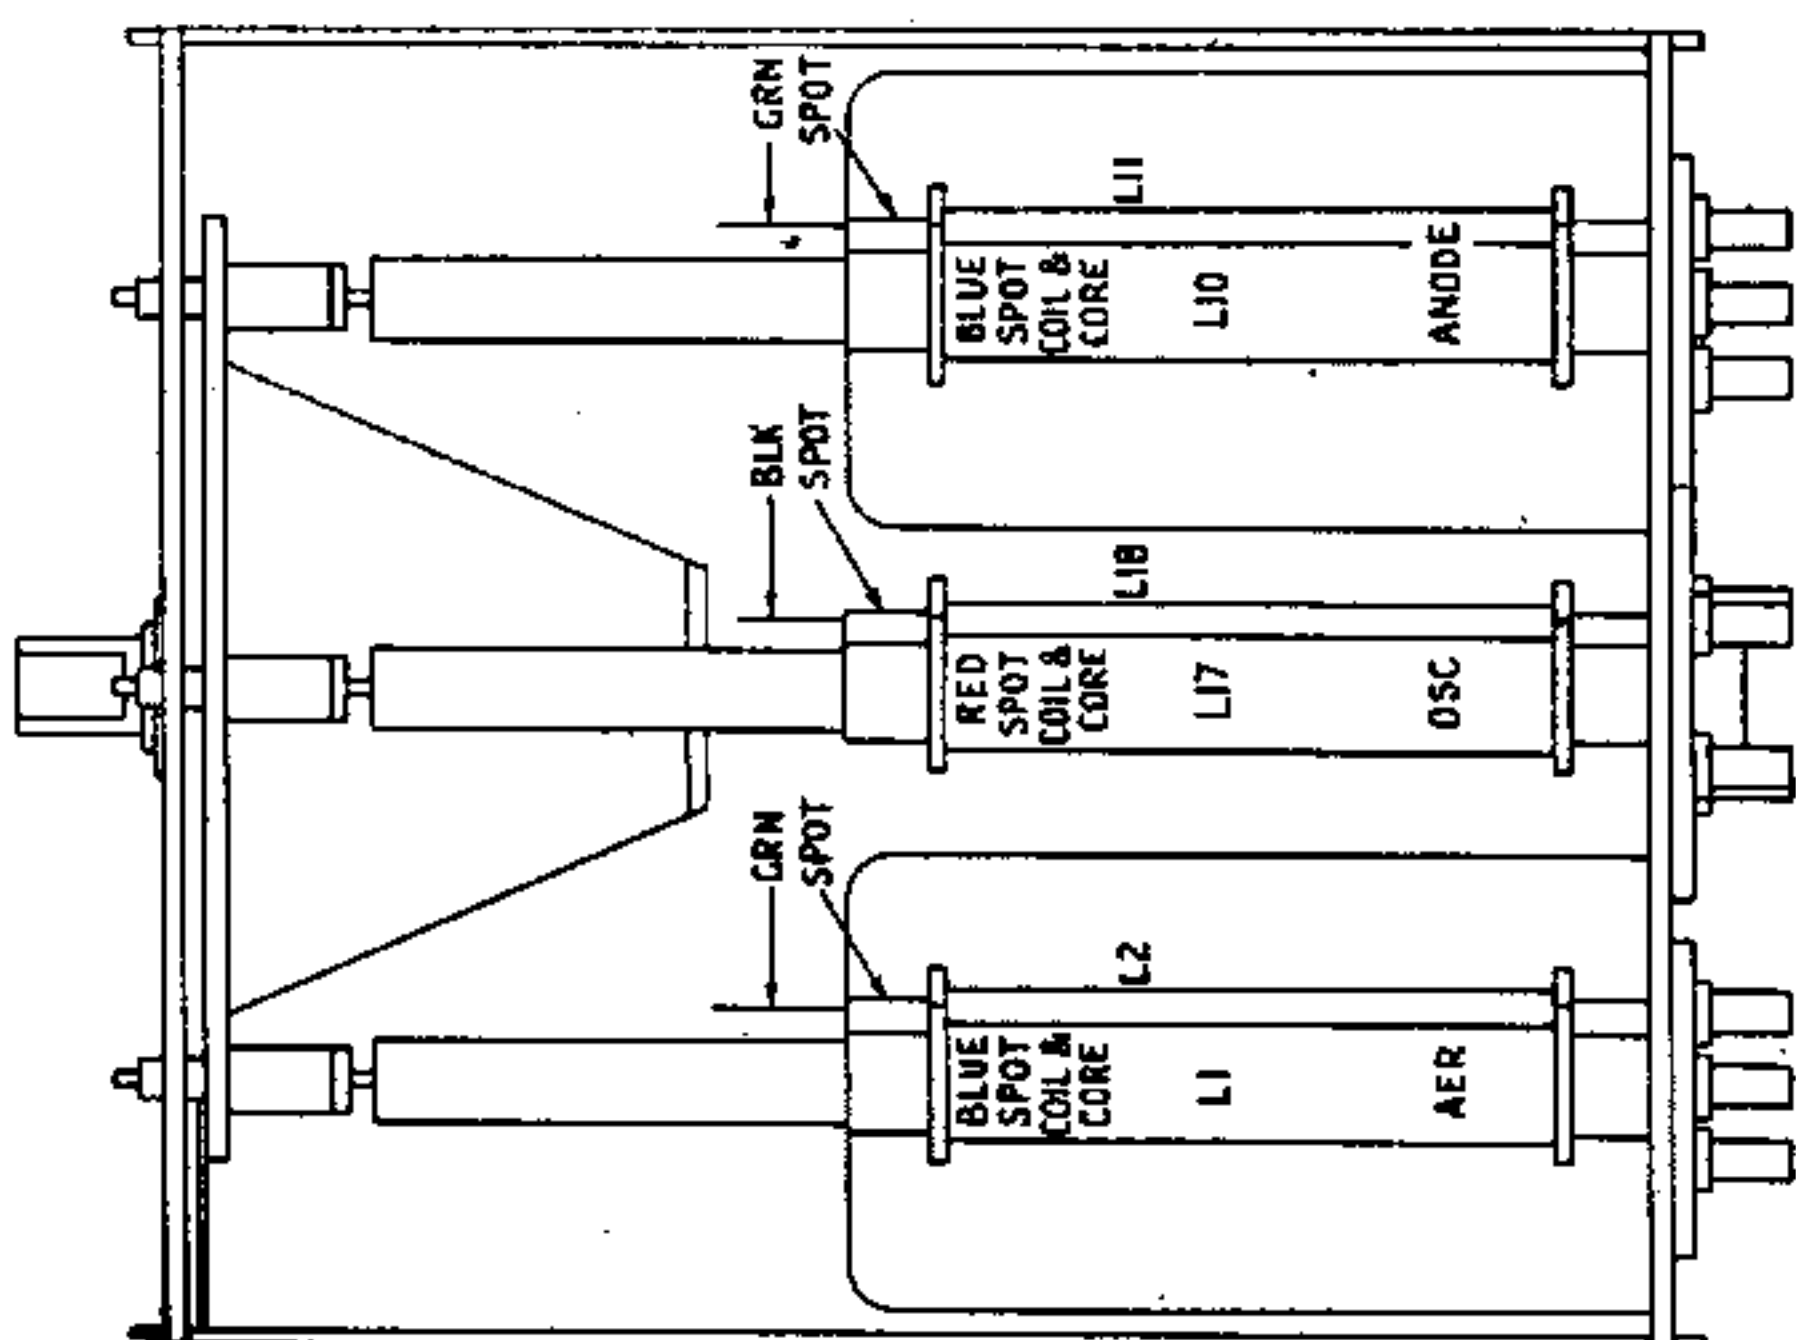 GRN
SPOT
BLUE
SPOT
COIL &
CORE
L11
L10
ANODE
BLK
SPOT
RED
SPOT
COIL &
CORE
L18
L17
OSC
GRN
SPOT
BLUE
SPOT
COIL &
CORE
L2
L1
AER